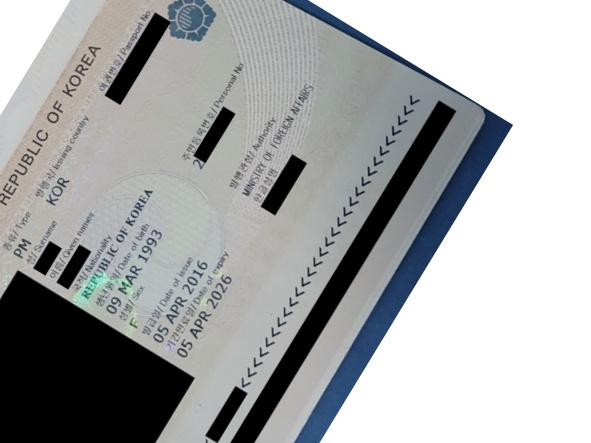 REPUBLIC OF KOREA
종류/ Type
발행국/ Issuing country
여권번호/ Passport No.
PM
KOR
성/ Surname
이름/ Given names
국적/ Nationality
REPUBLIC OF KOREA
생년월일/ Date of birth
주민등록번호/ Personal No.
09 MAR 1993
2
성별/ Sex
F
발급일/ Date of issue
발행관청/ Authority
05 APR 2016
MINISTRY OF FOREIGN AFFAIRS
기간만료일/ Date of expiry
한글성명
05 APR 2026